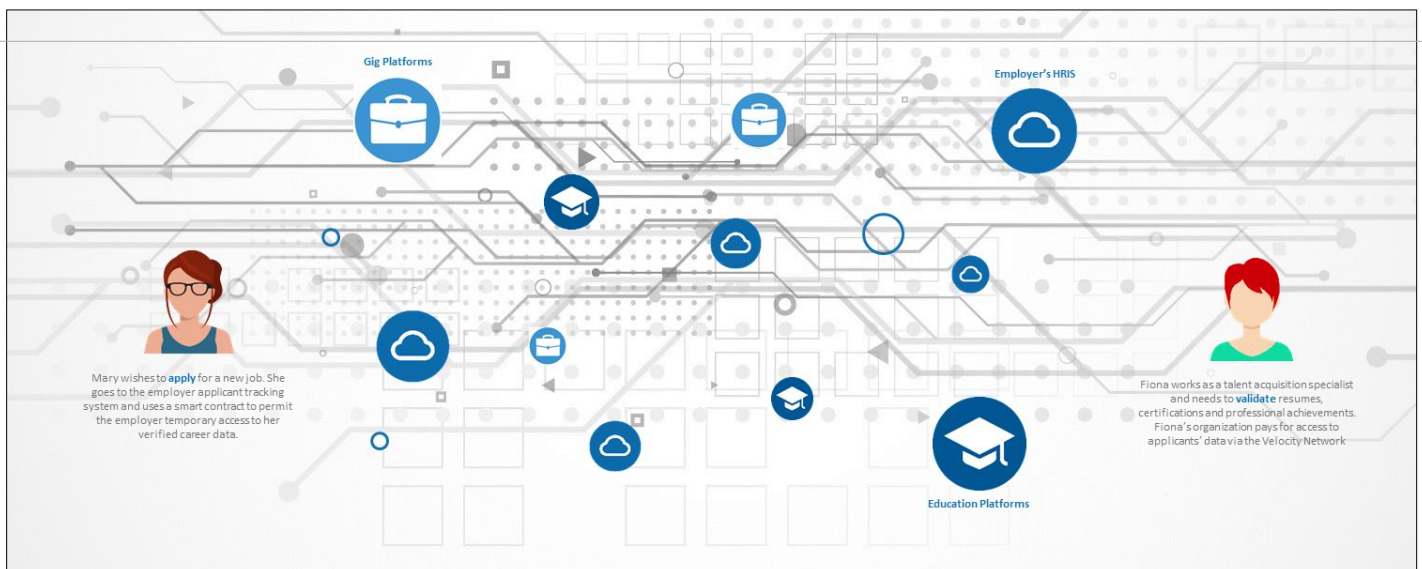 Gig Platforms
Employer's HRIS
Mary wishes to apply for a new job. She
goes to the employer applicant tracking
system and uses a smart contract to permit
the employer temporary access to her
verified career data.
Fiona works as a talent acquisition specialist
and needs to validate resumes,
certifications and professional achievements.
Fiona's organization pays for access to
applicants' data via the Velocity Network
Education Platforms